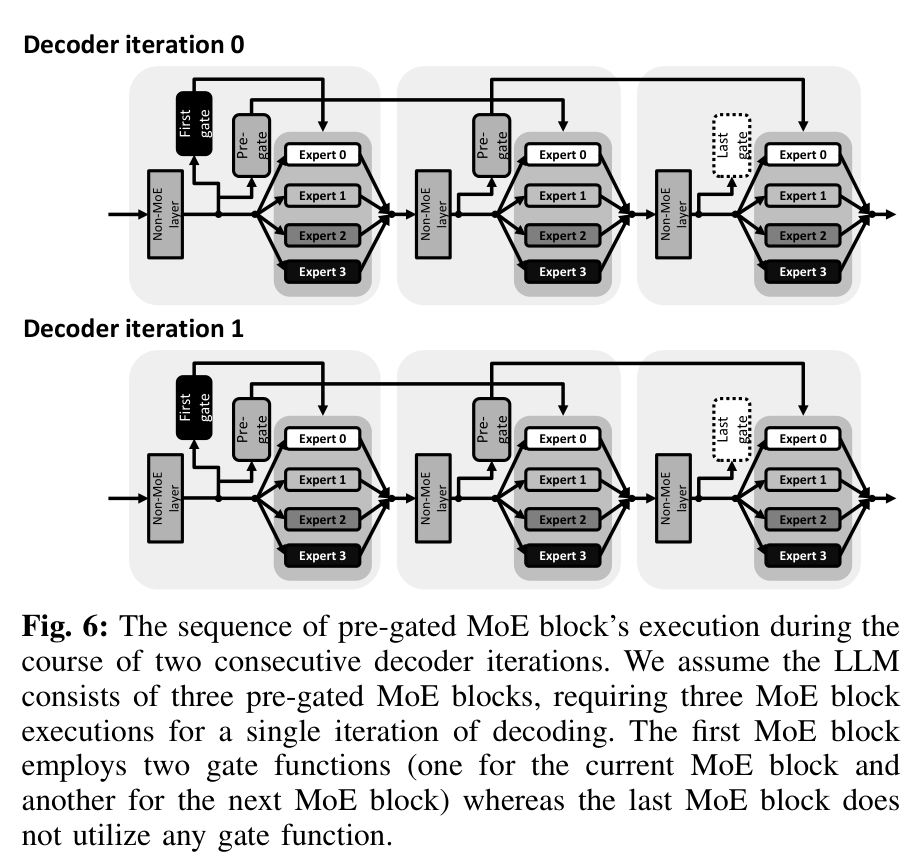 Decoder iteration 0
First gate
Pre-gate
Non-MoE layer
Expert 0
Expert 1
Expert 2
Expert 3
Pre-gate
Non-MoE layer
Expert 0
Expert 1
Expert 2
Expert 3
Last gate
Non-MoE layer
Expert 0
Expert 1
Expert 2
Expert 3
Decoder iteration 1
First gate
Pre-gate
Non-MoE layer
Expert 0
Expert 1
Expert 2
Expert 3
Pre-gate
Non-MoE layer
Expert 0
Expert 1
Expert 2
Expert 3
Last gate
Non-MoE layer
Expert 0
Expert 1
Expert 2
Expert 3
Fig. 6: The sequence of pre-gated MoE block's execution during the
course of two consecutive decoder iterations. We assume the LLM
consists of three pre-gated MoE blocks, requiring three MoE block
executions for a single iteration of decoding. The first MoE block
employs two gate functions (one for the current MoE block and
another for the next MoE block) whereas the last MoE block does
not utilize any gate function.